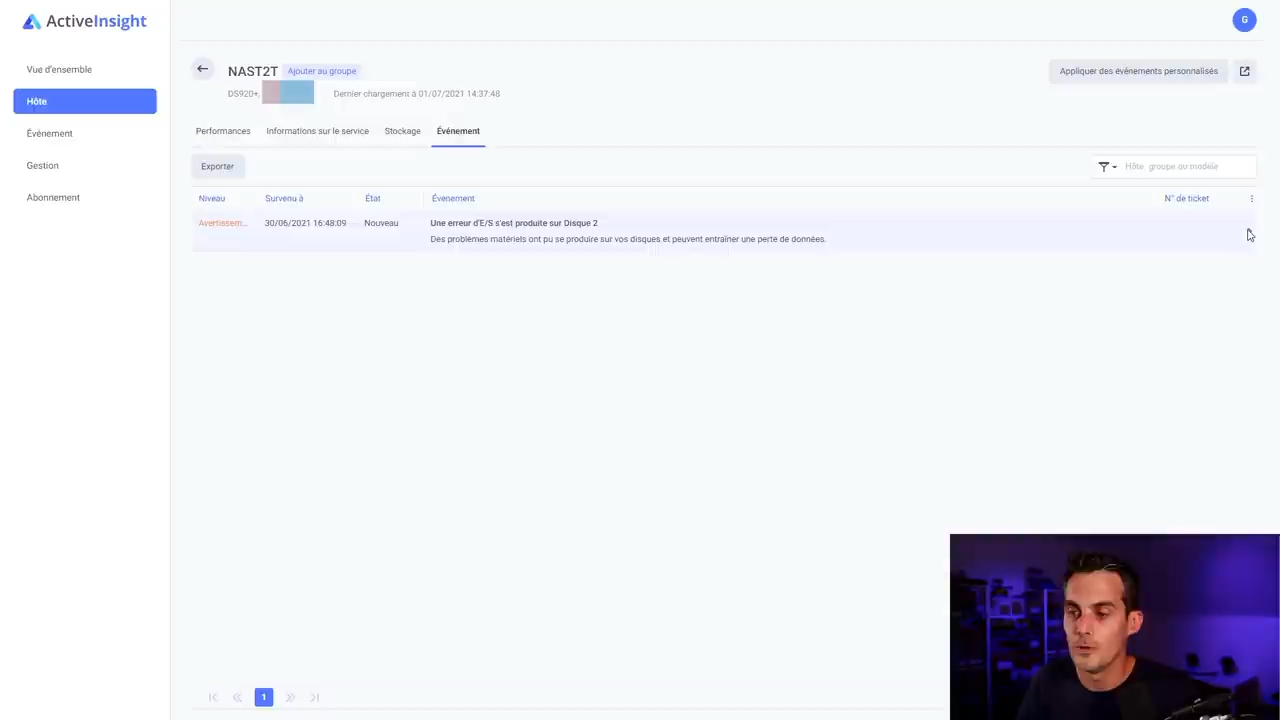 ActiveInsight
G
Vue d'ensemble
Hôte
Événement
Gestion
Abonnement
NAST2T Ajouter au groupe
DS920+, Dernier chargement à 01/07/2021 14:37:48
Appliquer des événements personnalisés
Performances Informations sur le service Stockage Événement
Exporter
Hôte, groupe ou modèle
Niveau Survenu à État Évenement N° de ticket
Avertissem... 30/06/2021 16:48:09 Nouveau Une erreur d'E/S s'est produite sur Disque 2
Des problèmes matériels ont pu se produire sur vos disques et peuvent entraîner une perte de données.
1